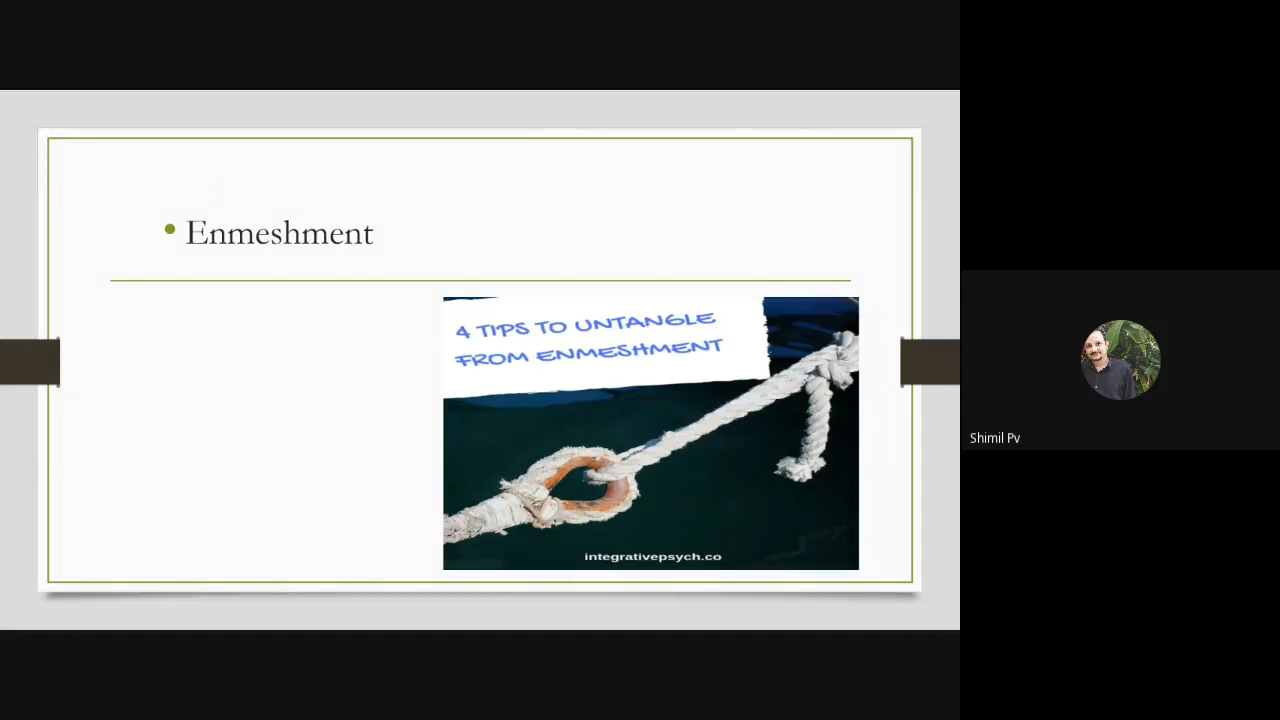 • Enmeshment
4 TIPS TO UNTANGLE
FROM ENMESHMENT
integrativepsych.co
Shimil Pv